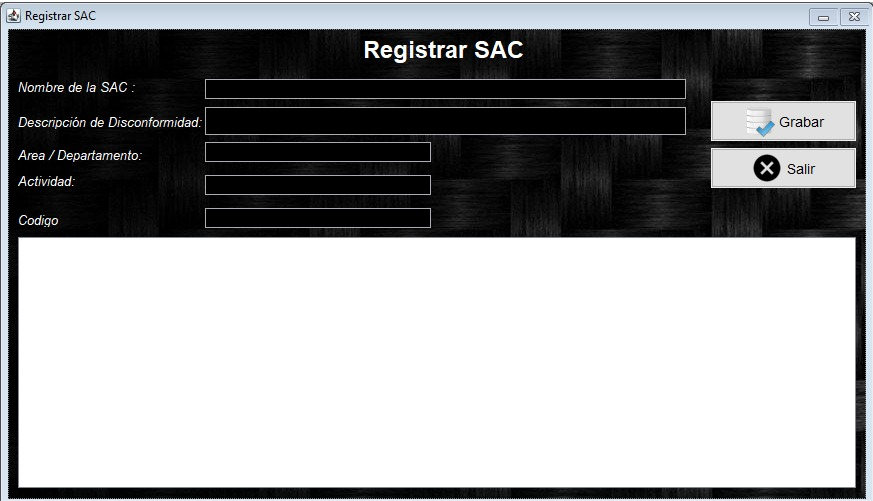 Registrar SAC
Registrar SAC
Nombre de la SAC :
Descripción de Disconformidad:
Grabar
Area / Departamento:
Salir
Actividad:
Codigo